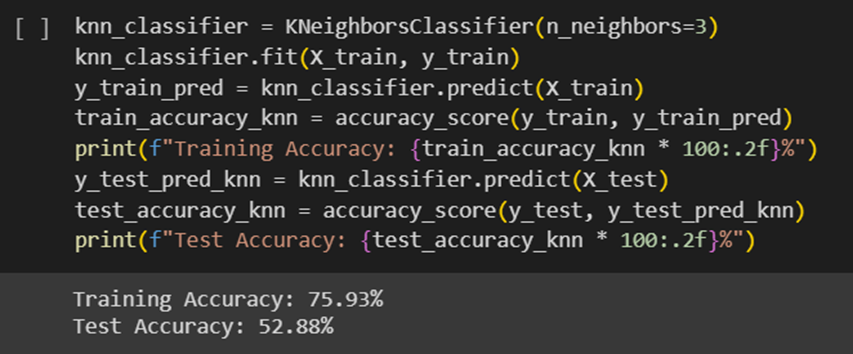 [ ] knn_classifier = KNeighborsClassifier(n_neighbors=3)
knn_classifier.fit(X_train, y_train)
y_train_pred = knn_classifier.predict(X_train)
train_accuracy_knn = accuracy_score(y_train, y_train_pred)
print(f"Training Accuracy: {train_accuracy_knn * 100:.2f}%")
y_test_pred_knn = knn_classifier.predict(X_test)
test_accuracy_knn = accuracy_score(y_test, y_test_pred_knn)
print(f"Test Accuracy: {test_accuracy_knn * 100:.2f}%")
Training Accuracy: 75.93%
Test Accuracy: 52.88%